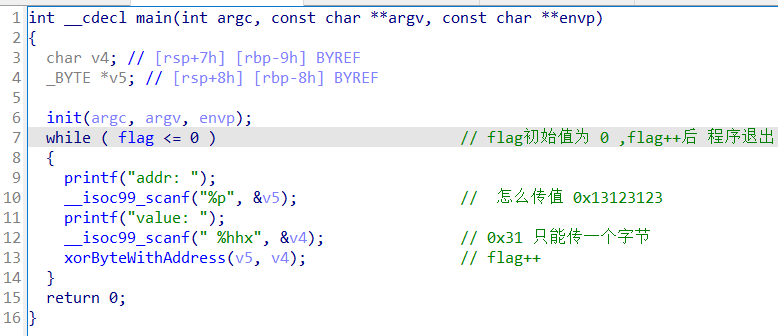 1 int __cdecl main(int argc, const char **argv, const char **envp)
2 {
3 char v4; // [rsp+7h] [rbp-9h] BYREF
4 _BYTE *v5; // [rsp+8h] [rbp-8h] BYREF
5
6 init(argc, argv, envp);
7 while ( flag <= 0 ) // flag初始值为 0 ,flag++后 程序退出
8 {
9 printf("addr: ");
10 __isoc99_scanf("%p", &v5); // 怎么传值 0x13123123
11 printf("value: ");
12 __isoc99_scanf(" %hhx", &v4); // 0x31 只能传一个字节
13 xorByteWithAddress(v5, v4); // flag++
14 }
15 return 0;
16 }